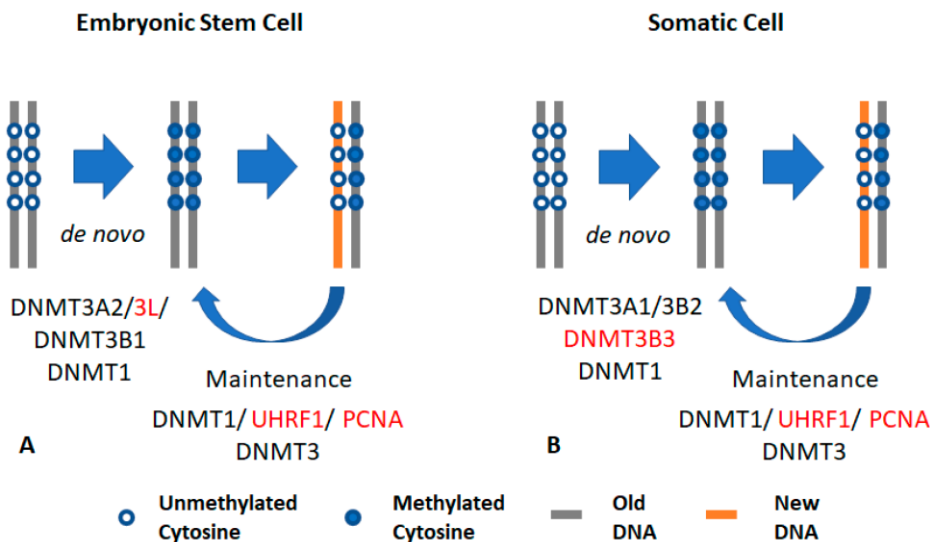 Embryonic Stem Cell
Somatic Cell
de novo
DNMT3A2/3L/
DNMT3B1
DNMT1
Maintenance
DNMT1/ UHRF1/ PCNA
DNMT3
A
de novo
DNMT3A1/3B2
DNMT3B3
DNMT1
Maintenance
DNMT1/ UHRF1/ PCNA
DNMT3
B
Unmethylated
Cytosine
Methylated
Cytosine
Old
DNA
New
DNA